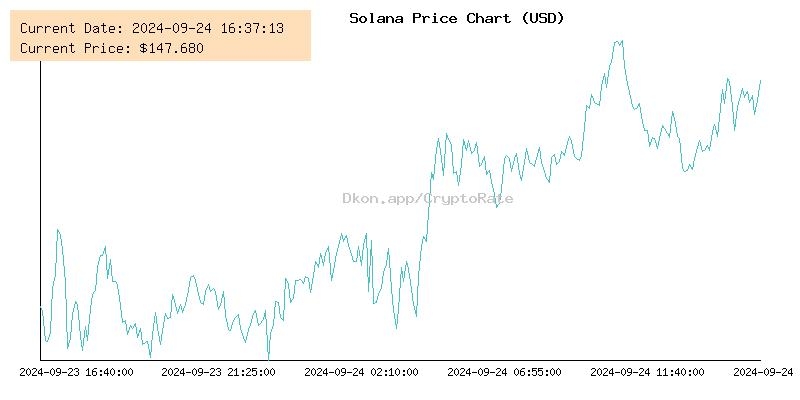 Solana Price Chart (USD)
Current Date: 2024-09-24 16:37:13
Current Price: $147.680
Dkon.app/CryptoRate
2024-09-23 16:40:00 2024-09-23 21:25:00 2024-09-24 02:10:00 2024-09-24 06:55:00 2024-09-24 11:40:00 2024-09-24